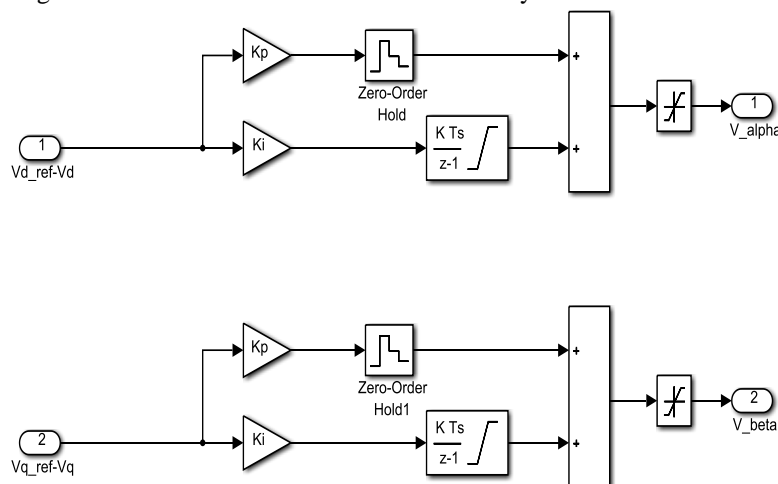 Kp
Zero-Order
Hold
+
1
Vd_ref-Vd
Ki
K Ts
z-1
+
1
V_alpha
Kp
Zero-Order
Hold1
+
2
Vq_ref-Vq
Ki
K Ts
z-1
+
2
V_beta